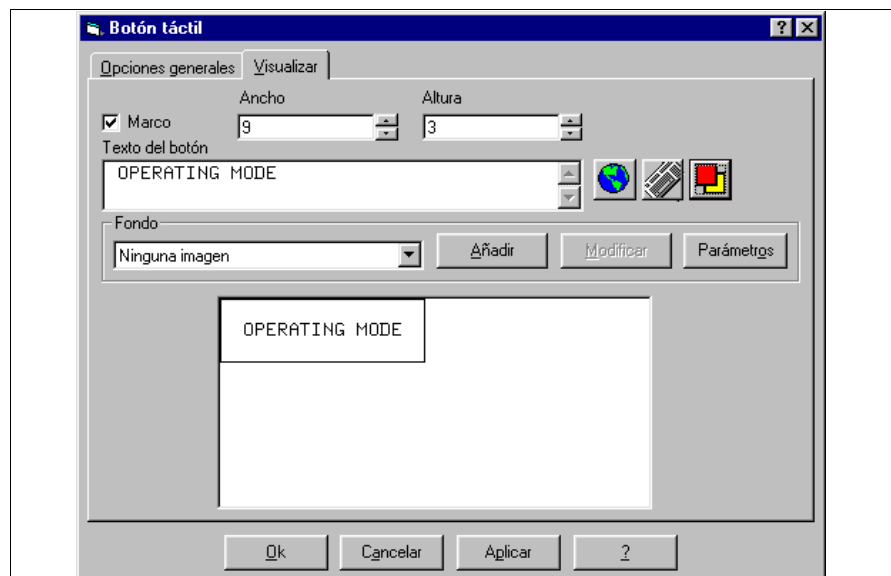 Botón táctil
Opciones generales Visualizar
Ancho Altura
Marco 9 3
Texto del botón
OPERATING MODE
Fondo
Ninguna imagen Añadir Modificar Parámetros
OPERATING MODE
Ok Cancelar Aplicar ?